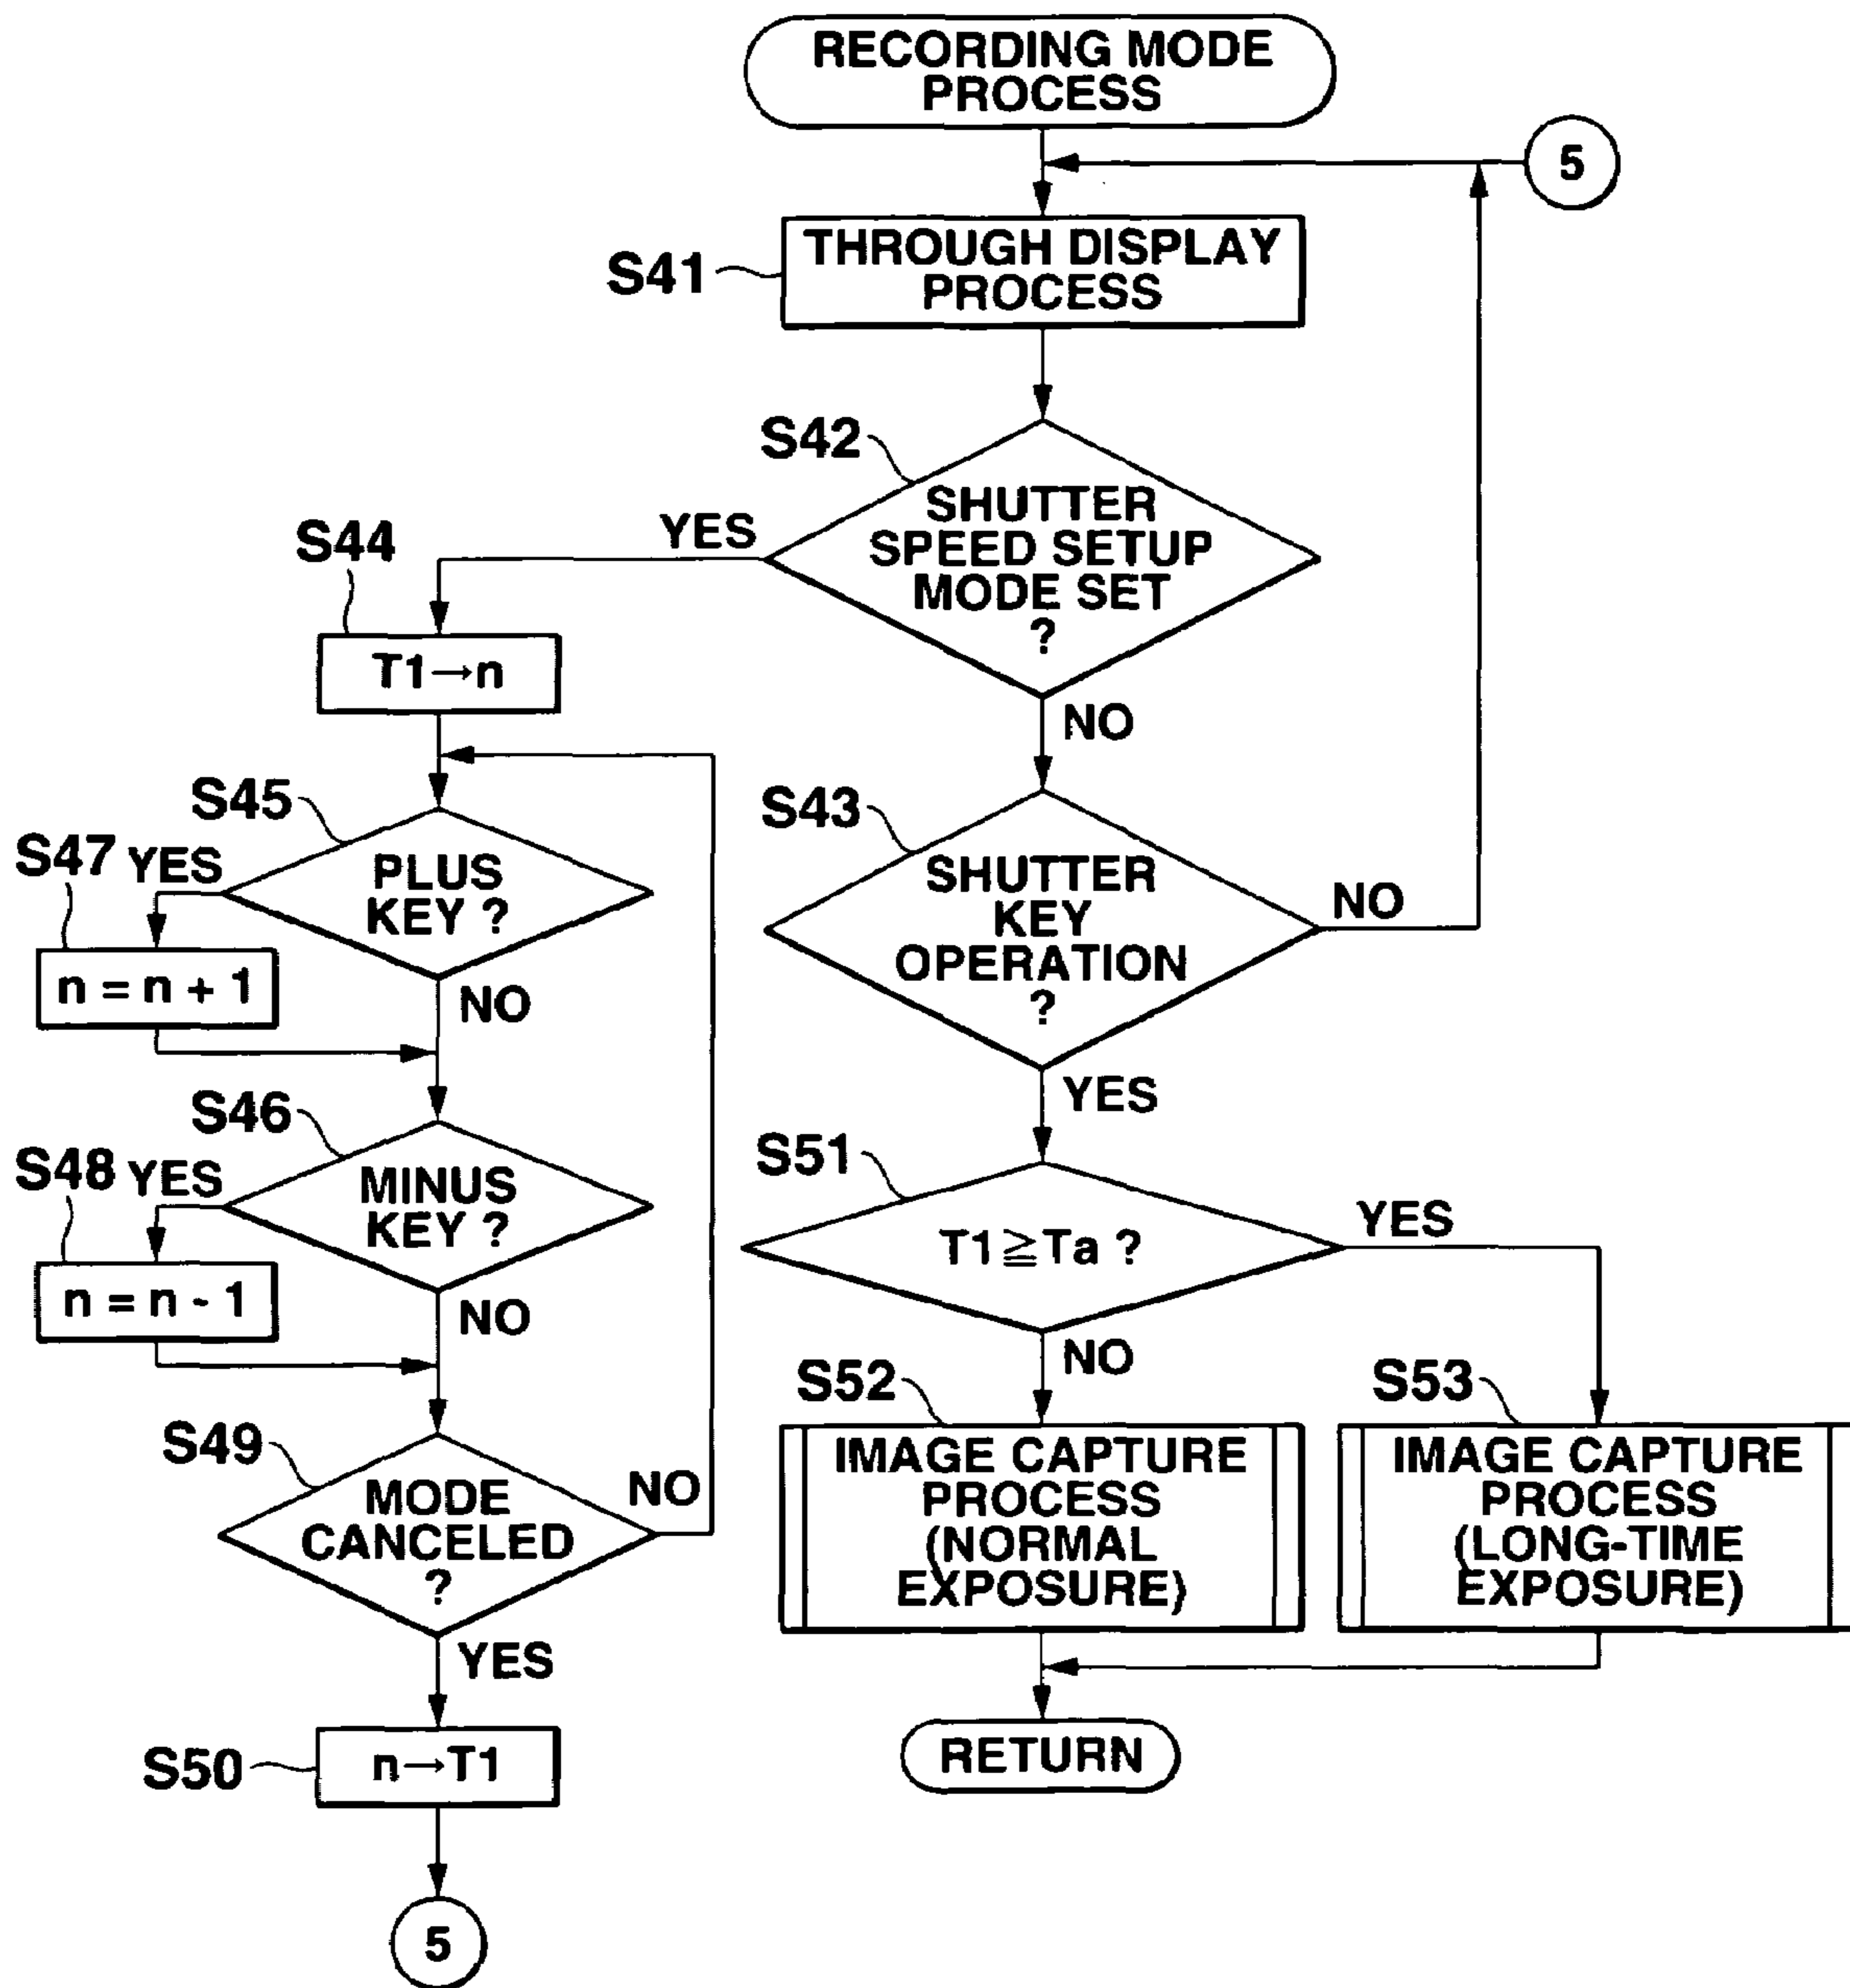 RECORDING MODE
PROCESS
5
S41
THROUGH DISPLAY
PROCESS
S42
SHUTTER
SPEED SETUP
MODE SET
?
YES
NO
S44
T1→n
S45
PLUS
KEY ?
YES
NO
S47
n = n + 1
S46
MINUS
KEY ?
YES
NO
S48
n = n - 1
S49
MODE
CANCELED
?
NO
YES
S50
n→T1
5
S43
SHUTTER
KEY
OPERATION
?
NO
YES
S51
T1≧Ta ?
YES
NO
S52
IMAGE CAPTURE
PROCESS
(NORMAL
EXPOSURE)
S53
IMAGE CAPTURE
PROCESS
(LONG-TIME
EXPOSURE)
RETURN